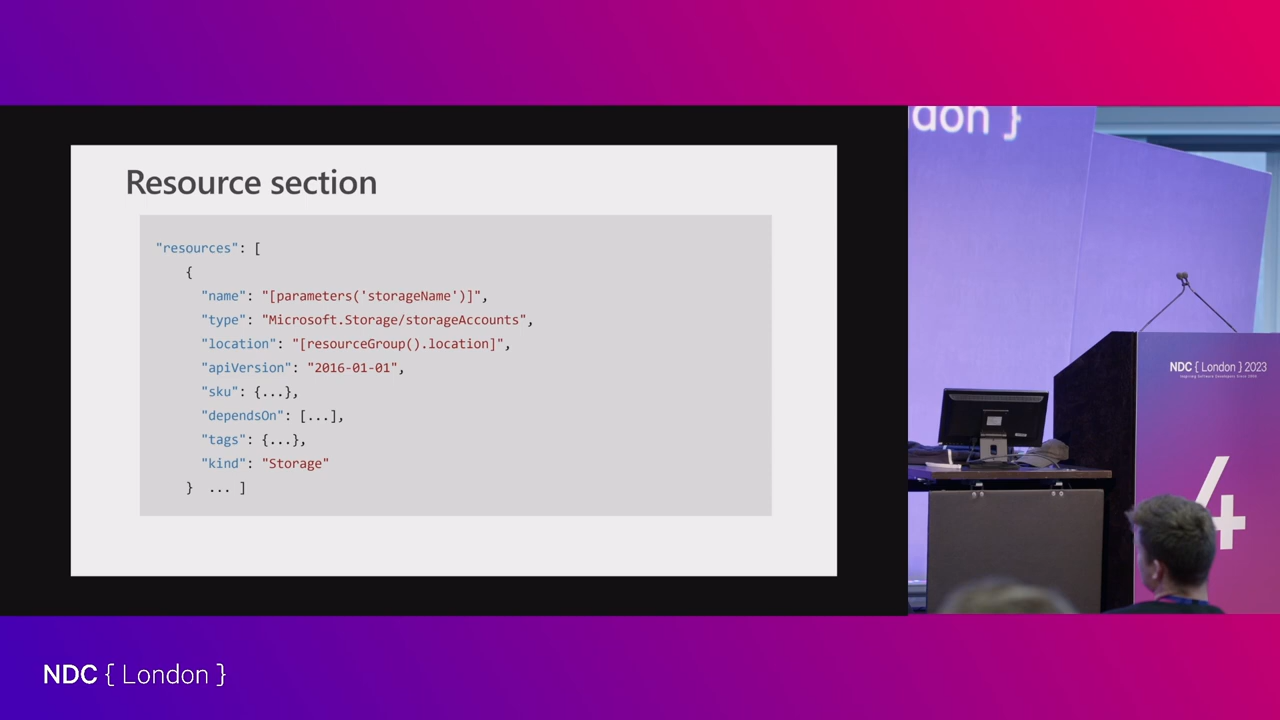 Resource section
"resources": [
{
"name": "[parameters('storageName')]",
"type": "Microsoft.Storage/storageAccounts",
"location": "[resourceGroup().location]",
"apiVersion": "2016-01-01",
"sku": {...},
"dependsOn": [...],
"tags": {...},
"kind": "Storage"
} ... ]
don }
NDC { London } 2023
4
NDC { London }